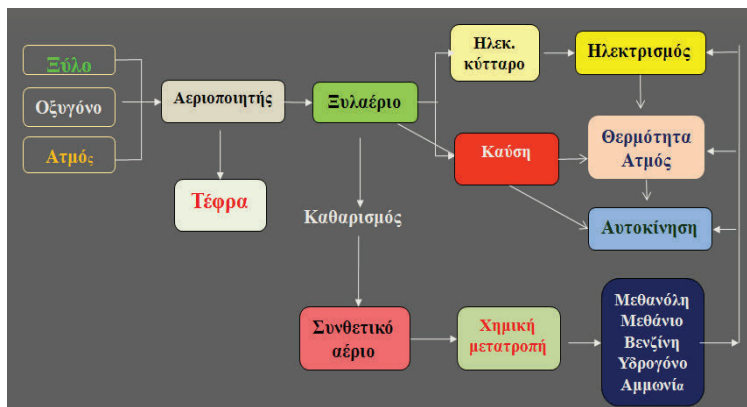 Ξύλο
Οξυγόνο
Ατμός
Αεριοποιητής
Τέφρα
Ξυλαέριο
Καθαρισμός
Συνθετικό
αέριο
Ηλεκ.
κύτταρο
Ηλεκτρισμός
Καύση
Θερμότητα
Ατμός
Αυτοκίνηση
Χημική
μετατροπή
Μεθανόλη
Μεθάνιο
Βενζίνη
Υδρογόνο
Αμμωνία